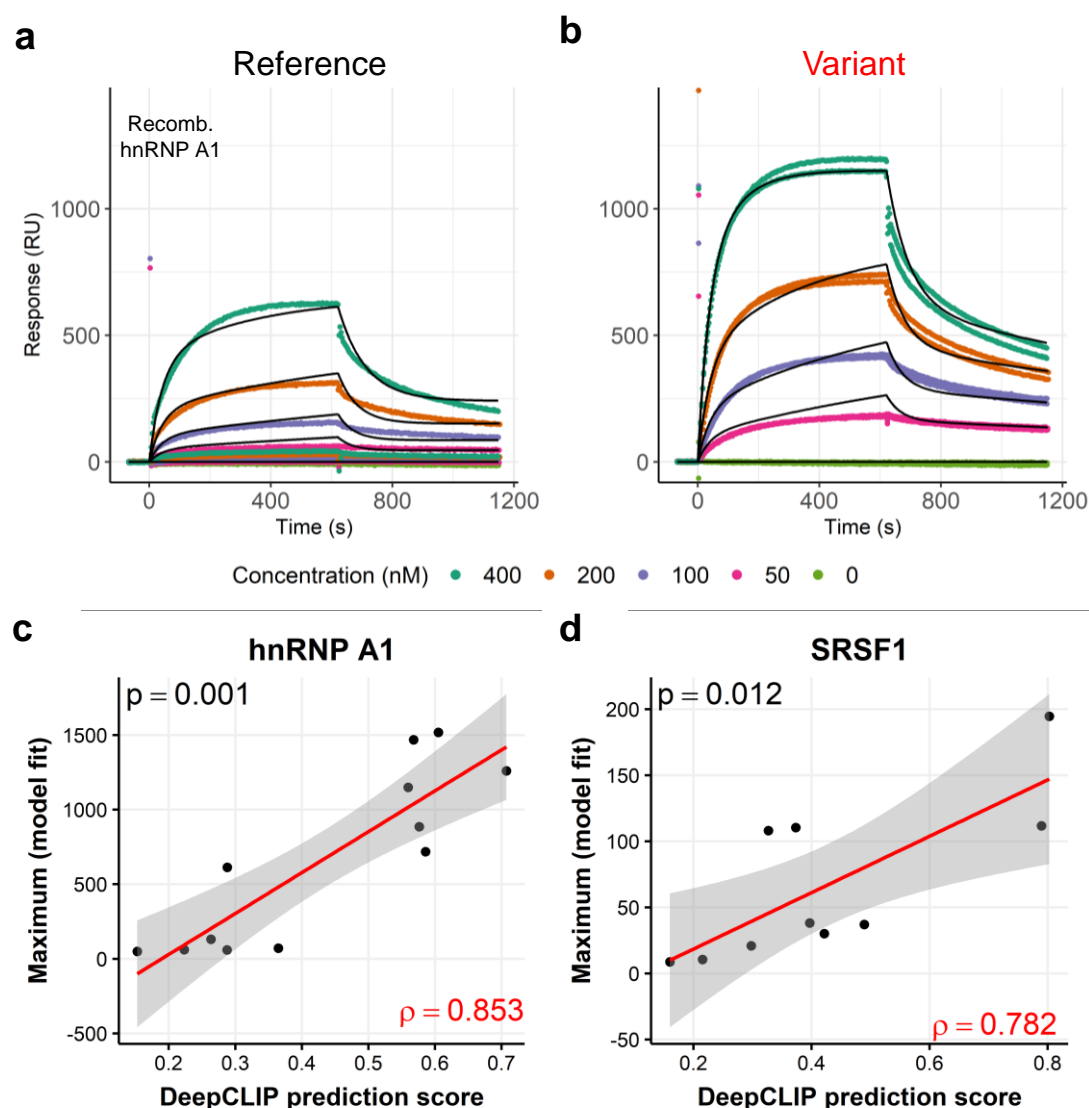 a
Reference
Recomb.
hnRNP A1
Response (RU)
1000
500
0
0 400 800 1200
Time (s)
b
Variant
1000
500
0
0 400 800 1200
Time (s)
Concentration (nM) 400 200 100 50 0
c
hnRNP A1
p = 0.001
Maximum (model fit)
1500
1000
500
0
-500
ρ = 0.853
0.2 0.3 0.4 0.5 0.6 0.7
DeepCLIP prediction score
d
SRSF1
p = 0.012
Maximum (model fit)
200
150
100
50
0
-50
ρ = 0.782
0.2 0.4 0.6 0.8
DeepCLIP prediction score